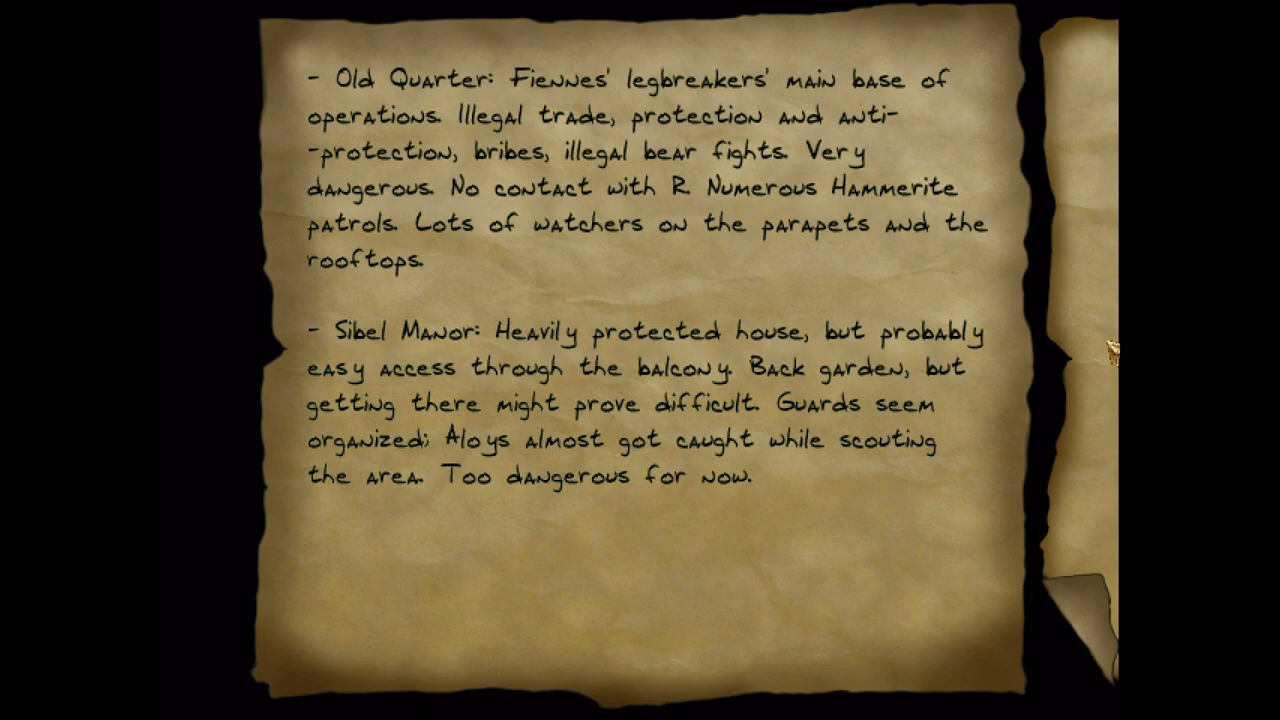 - Old Quarter: Fiennes' legbreakers' main base of
operations. Illegal trade, protection and anti-
-protection, bribes, illegal bear fights. Very
dangerous. No contact with R. Numerous Hammerite
patrols. Lots of watchers on the parapets and the
rooftops.
- Sibel Manor: Heavily protected house, but probably
easy access through the balcony. Back garden, but
getting there might prove difficult. Guards seem
organized; Aloys almost got caught while scouting
the area. Too dangerous for now.